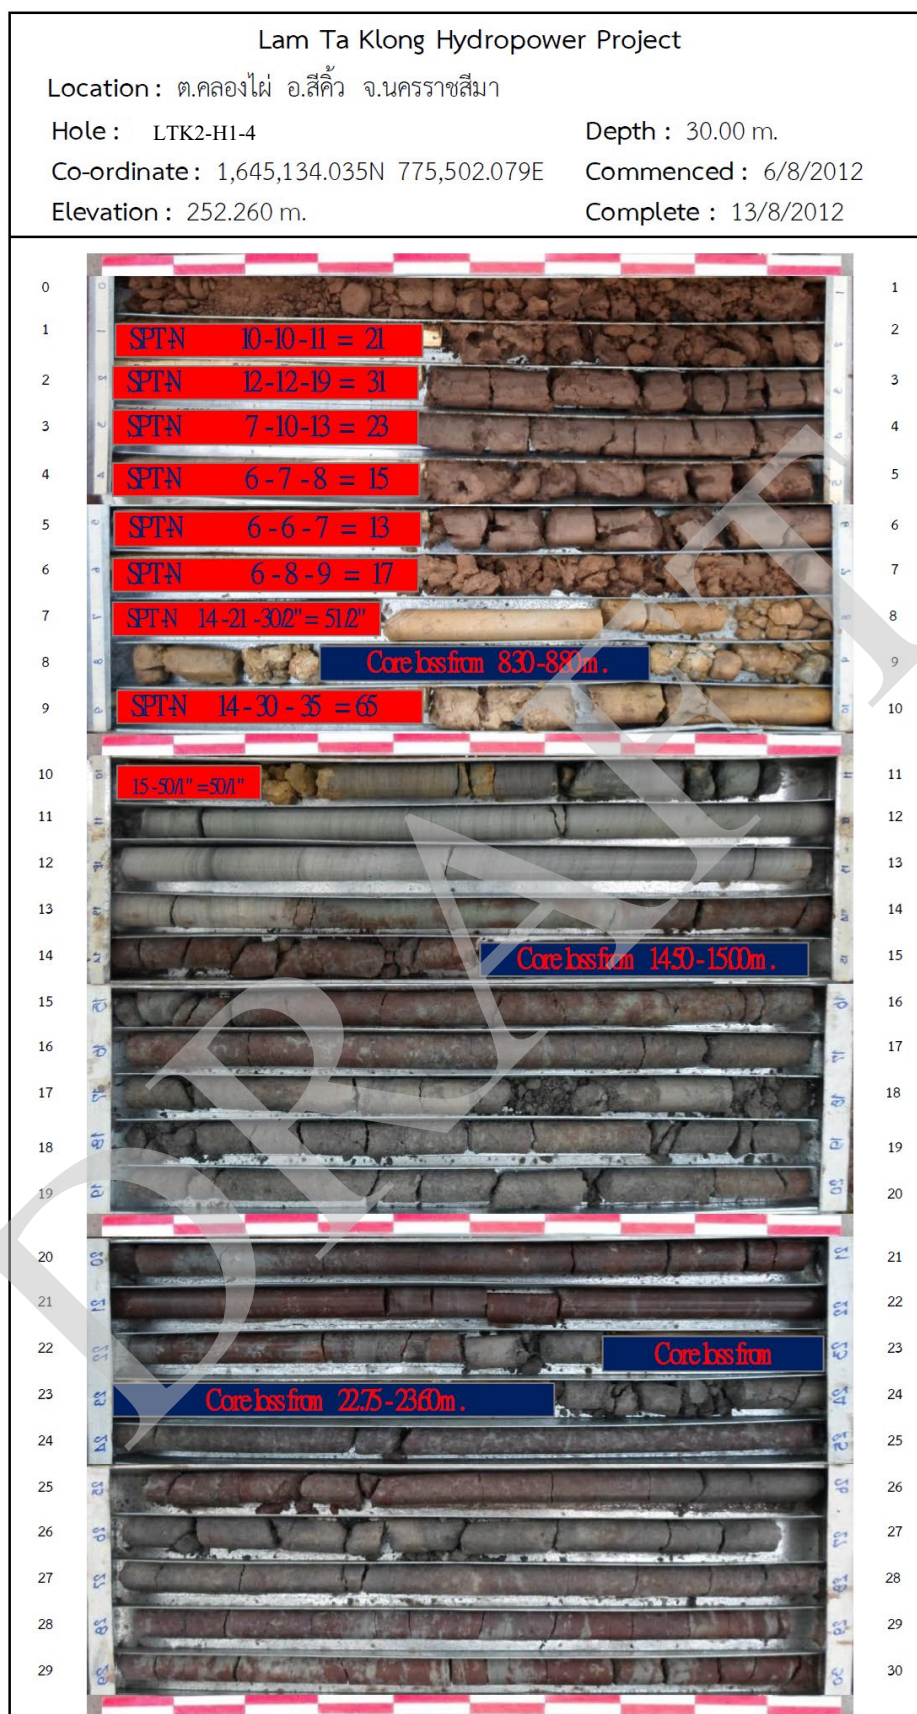 Lam Ta Klong Hydropower Project
Location : ต.คลองไผ่ อ.สีคิ้ว จ.นครราชสีมา
Hole : LTK2-H1-4 Depth : 30.00 m.
Co-ordinate : 1,645,134.035N 775,502.079E Commenced : 6/8/2012
Elevation : 252.260 m. Complete : 13/8/2012
0 1
1 SPT-N 10-10-11 = 21 2
2 SPT-N 12-12-19 = 31 3
3 SPT-N 7-10-13 = 23 4
4 SPT-N 6-7-8 = 15 5
5 SPT-N 6-6-7 = 13 6
6 SPT-N 6-8-9 = 17 7
7 SPT-N 14-21-30/2" = 51/2" 8
8 Core loss from 8.30-8.80 m. 9
9 SPT-N 14-30-35 = 65 10
10 15-50/1" =50/1" 11
11 12
12 13
13 14
14 Core loss from 14.50-15.00 m. 15
15 16
16 17
17 18
18 19
19 20
20 21
21 22
22 Core loss from 23
23 Core loss from 22.75-23.60 m. 24
24 25
25 26
26 27
27 28
28 29
29 30
DRAFT